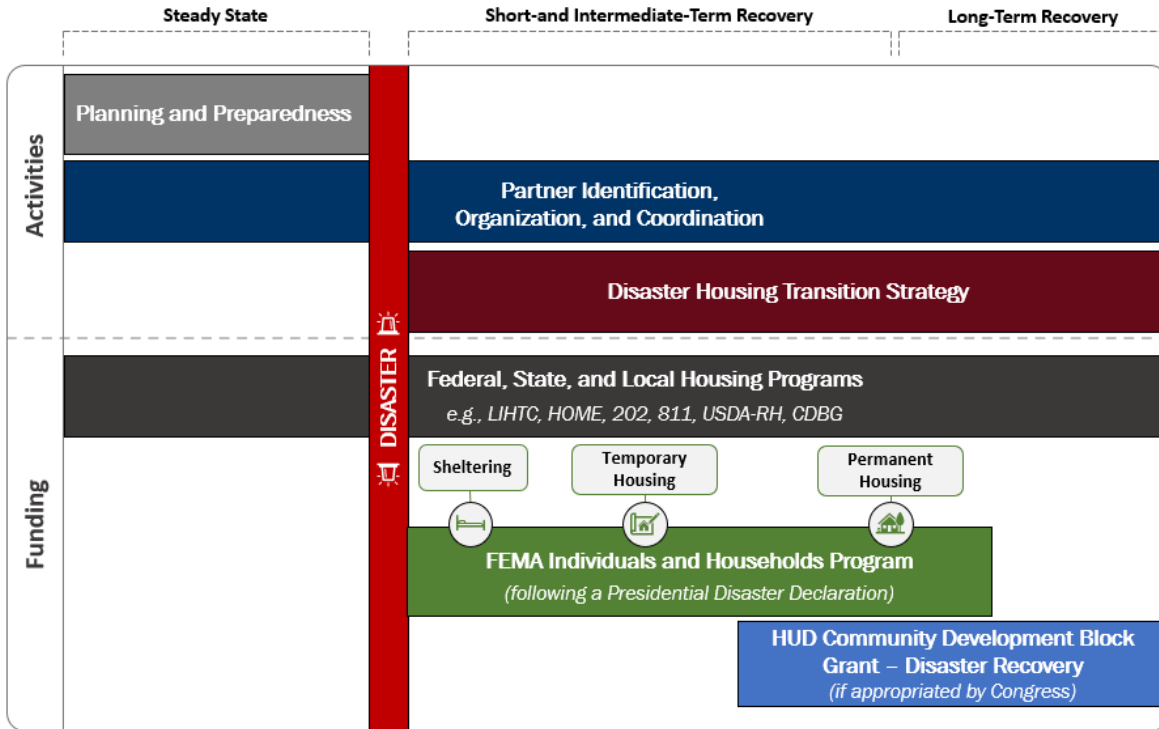 Steady State
Short-and Intermediate-Term Recovery
Long-Term Recovery
Activities
Planning and Preparedness
Partner Identification,
Organization, and Coordination
Disaster Housing Transition Strategy
DISASTER
Funding
Federal, State, and Local Housing Programs
e.g., LIHTC, HOME, 202, 811, USDA-RH, CDBG
Sheltering
Temporary
Housing
Permanent
Housing
FEMA Individuals and Households Program
(following a Presidential Disaster Declaration)
HUD Community Development Block
Grant – Disaster Recovery
(if appropriated by Congress)